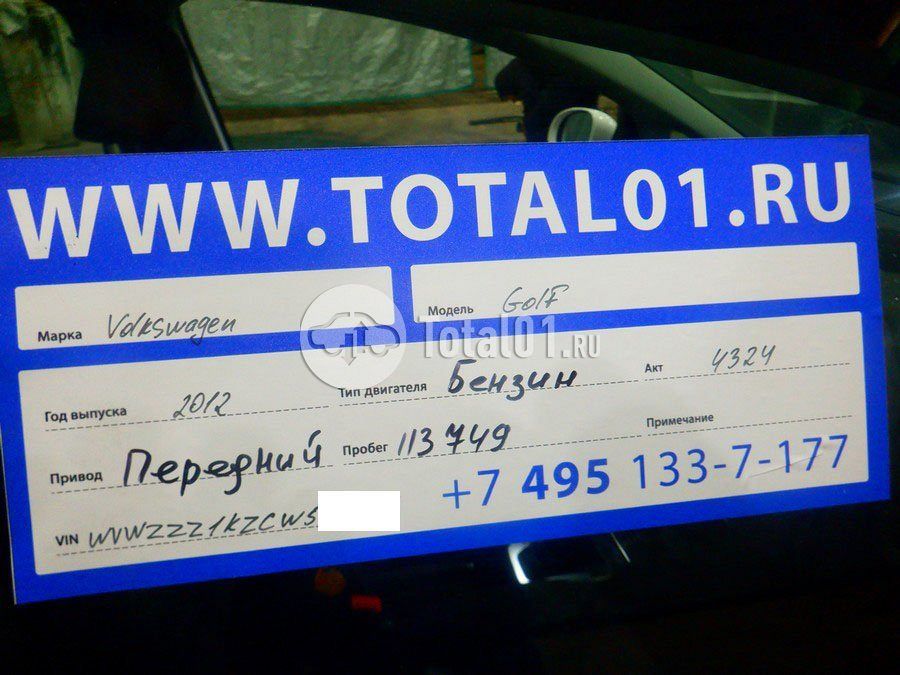 WWW.TOTAL01.RU
Марка Volkswagen Модель Golf
Total01.RU
Год выпуска 2012 Тип двигателя Бензин Акт 4324
Привод Передний Пробег 113749 Примечание
+7 495 133-7-177
VIN WVWZZZ1KZCW5